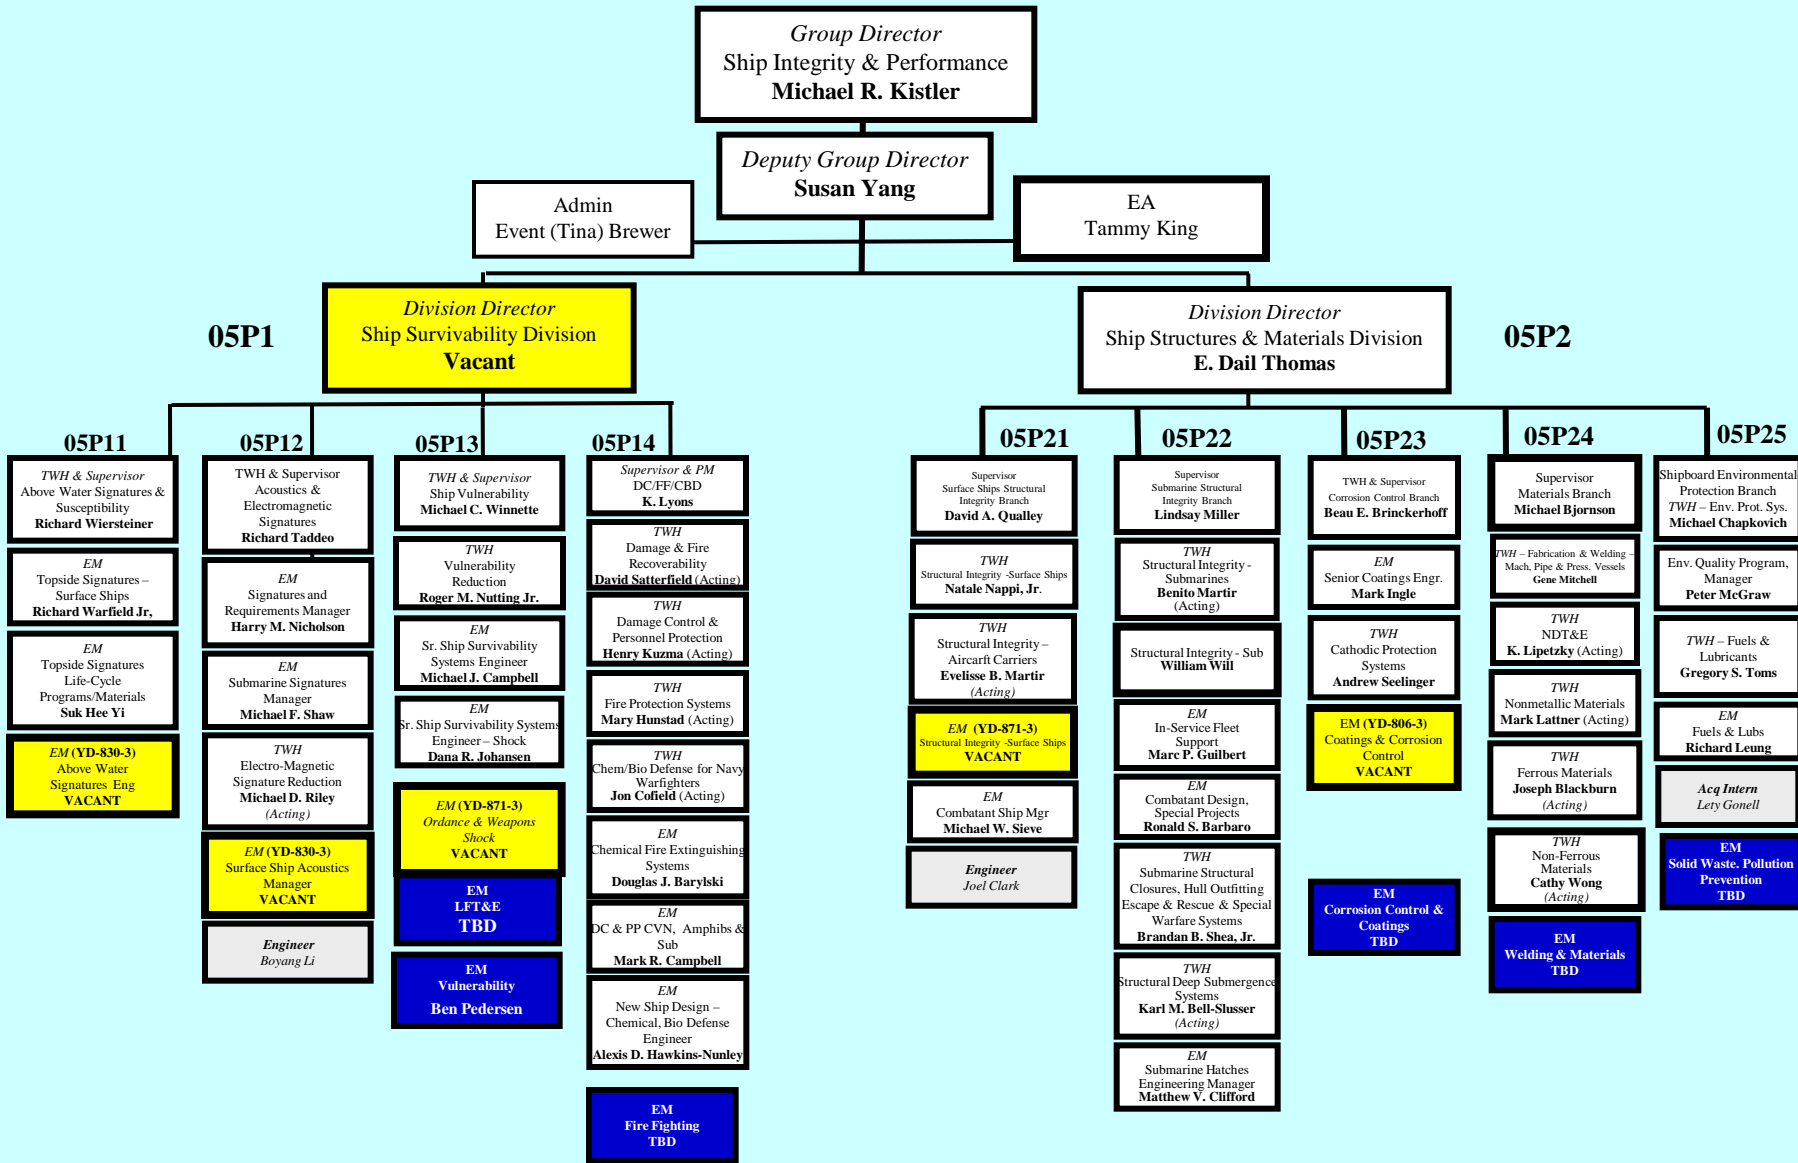 Group Director
Ship Integrity & Performance
Michael R. Kistler
Deputy Group Director
Susan Yang
Admin
Event (Tina) Brewer
EA
Tammy King
05P1
Division Director
Ship Survivability Division
Vacant
Division Director
Ship Structures & Materials Division
E. Dail Thomas
05P2
05P11
TWH & Supervisor
Above Water Signatures &
Susceptibility
Richard Wiersteiner
EM
Topside Signatures –
Surface Ships
Richard Warfield Jr,
EM
Topside Signatures
Life-Cycle
Programs/Materials
Suk Hee Yi
EM (YD-830-3)
Above Water
Signatures Eng
VACANT
05P12
TWH & Supervisor
Acoustics &
Electromagnetic
Signatures
Richard Taddeo
EM
Signatures and
Requirements Manager
Harry M. Nicholson
EM
Submarine Signatures
Manager
Michael F. Shaw
TWH
Electro-Magnetic
Signature Reduction
Michael D. Riley
(Acting)
EM (YD-830-3)
Surface Ship Acoustics
Manager
VACANT
Engineer
Boyang Li
05P13
TWH & Supervisor
Ship Vulnerability
Michael C. Winnette
TWH
Vulnerability
Reduction
Roger M. Nutting Jr.
EM
Sr. Ship Survivability
Systems Engineer
Michael J. Campbell
EM
Sr. Ship Survivability Systems
Engineer – Shock
Dana R. Johansen
EM (YD-871-3)
Ordance & Weapons
Shock
VACANT
EM
LFT&E
TBD
EM
Vulnerability
Ben Pedersen
05P14
Supervisor & PM
DC/FF/CBD
K. Lyons
TWH
Damage & Fire
Recoverability
David Satterfield (Acting)
TWH
Damage Control &
Personnel Protection
Henry Kuzma (Acting)
TWH
Fire Protection Systems
Mary Hunstad (Acting)
TWH
Chem/Bio Defense for Navy
Warfighters
Jon Cofield (Acting)
EM
Chemical Fire Extinguishing
Systems
Douglas J. Barylski
EM
DC & PP CVN, Amphibs &
Sub
Mark R. Campbell
EM
New Ship Design –
Chemical, Bio Defense
Engineer
Alexis D. Hawkins-Nunley
EM
Fire Fighting
TBD
05P21
Supervisor
Surface Ships Structural
Integrity Branch
David A. Qualley
TWH
Structural Integrity -Surface Ships
Natale Nappi, Jr.
TWH
Structural Integrity –
Aircarft Carriers
Evelisse B. Martir
(Acting)
EM (YD-871-3)
Structural Integrity -Surface Ships
VACANT
EM
Combatant Ship Mgr
Michael W. Sieve
Engineer
Joel Clark
05P22
Supervisor
Submarine Structural
Integrity Branch
Lindsay Miller
TWH
Structural Integrity -
Submarines
Benito Martir
(Acting)
Structural Integrity - Sub
William Will
EM
In-Service Fleet
Support
Marc P. Guilbert
EM
Combatant Design,
Special Projects
Ronald S. Barbaro
TWH
Submarine Structural
Closures, Hull Outfitting
Escape & Rescue & Special
Warfare Systems
Brandan B. Shea, Jr.
TWH
Structural Deep Submergence
Systems
Karl M. Bell-Slusser
(Acting)
EM
Submarine Hatches
Engineering Manager
Matthew V. Clifford
05P23
TWH & Supervisor
Corrosion Control Branch
Beau E. Brinckerhoff
EM
Senior Coatings Engr.
Mark Ingle
TWH
Cathodic Protection
Systems
Andrew Seelinger
EM (YD-806-3)
Coatings & Corrosion
Control
VACANT
EM
Corrosion Control &
Coatings
TBD
05P24
Supervisor
Materials Branch
Michael Bjornson
TWH – Fabrication & Welding –
Mach, Pipe & Press. Vessels
Gene Mitchell
TWH
NDT&E
K. Lipetzky (Acting)
TWH
Nonmetallic Materials
Mark Lattner (Acting)
TWH
Ferrous Materials
Joseph Blackburn
(Acting)
TWH
Non-Ferrous
Materials
Cathy Wong
(Acting)
EM
Welding & Materials
TBD
05P25
Shipboard Environmental
Protection Branch
TWH – Env. Prot. Sys.
Michael Chapkovich
Env. Quality Program,
Manager
Peter McGraw
TWH – Fuels &
Lubricants
Gregory S. Toms
EM
Fuels & Lubs
Richard Leung
Acq Intern
Lety Gonell
EM
Solid Waste. Pollution
Prevention
TBD